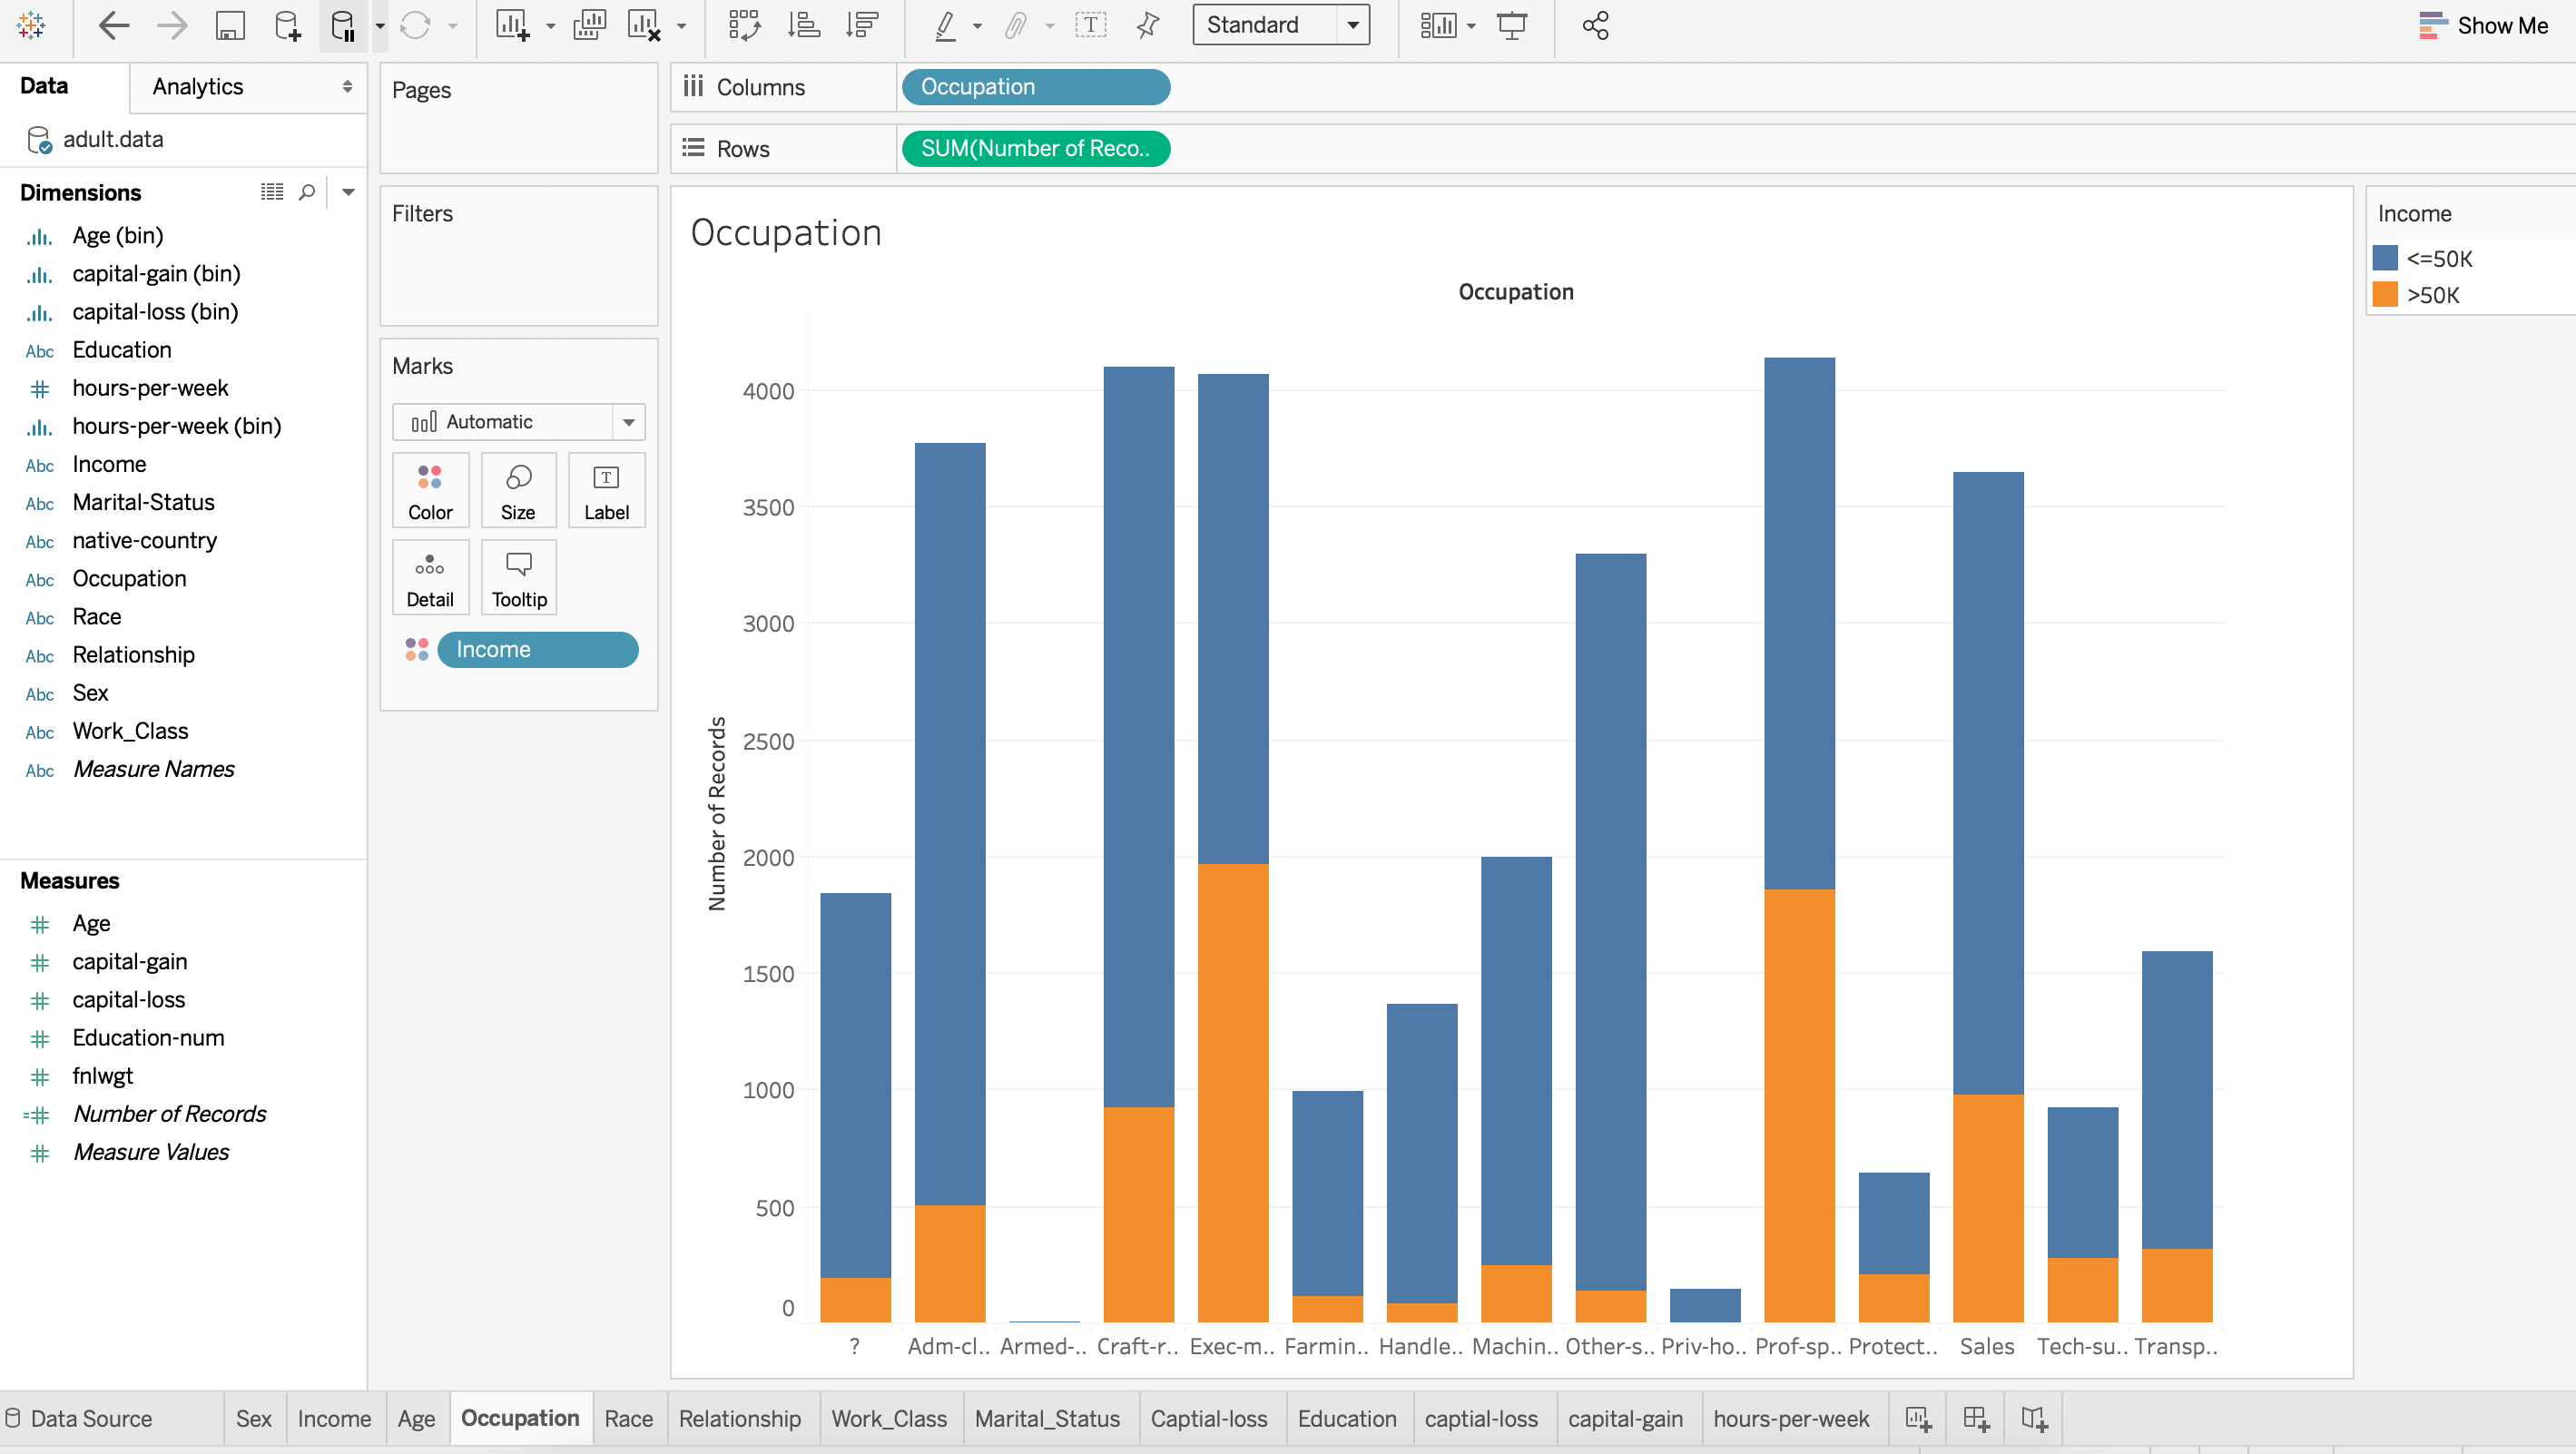 Standard
Show Me
Data
Analytics
adult.data
Dimensions
Age (bin)
capital-gain (bin)
capital-loss (bin)
Abc Education
hours-per-week
hours-per-week (bin)
Abc Income
Abc Marital-Status
Abc native-country
Abc Occupation
Abc Race
Abc Relationship
Abc Sex
Abc Work_Class
Abc Measure Names
Measures
# Age
# capital-gain
# capital-loss
# Education-num
# fnlwgt
=# Number of Records
# Measure Values
Pages
Filters
Marks
Automatic
Color
Size
Label
Detail
Tooltip
Income
Columns
Occupation
Rows
SUM(Number of Reco..
Occupation
Occupation
Number of Records
4000
3500
3000
2500
2000
1500
1000
500
0
? Adm-cl.. Armed-.. Craft-r.. Exec-m.. Farmin.. Handle.. Machin.. Other-s.. Priv-ho.. Prof-sp.. Protect.. Sales Tech-su.. Transp..
Income
<=50K
>50K
Data Source Sex Income Age Occupation Race Relationship Work_Class Marital_Status Captial-loss Education captial-loss capital-gain hours-per-week